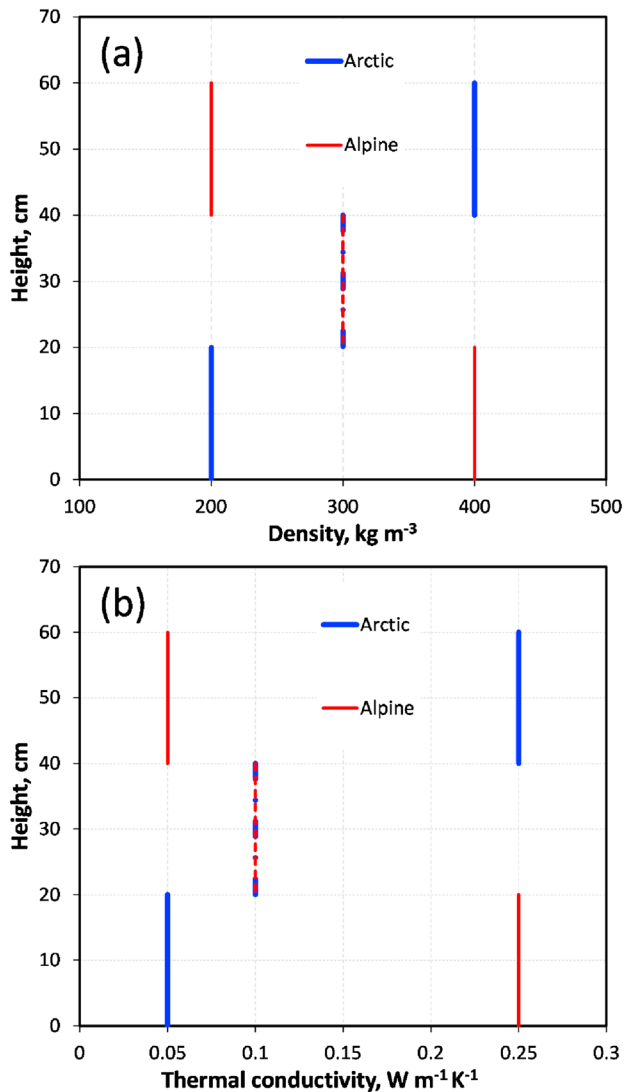 (a)
Arctic
Alpine
70
60
50
40
30
20
10
0
Height, cm
100 200 300 400 500
Density, kg m⁻³
(b)
Arctic
Alpine
70
60
50
40
30
20
10
0
Height, cm
0 0.05 0.1 0.15 0.2 0.25 0.3
Thermal conductivity, W m⁻¹ K⁻¹